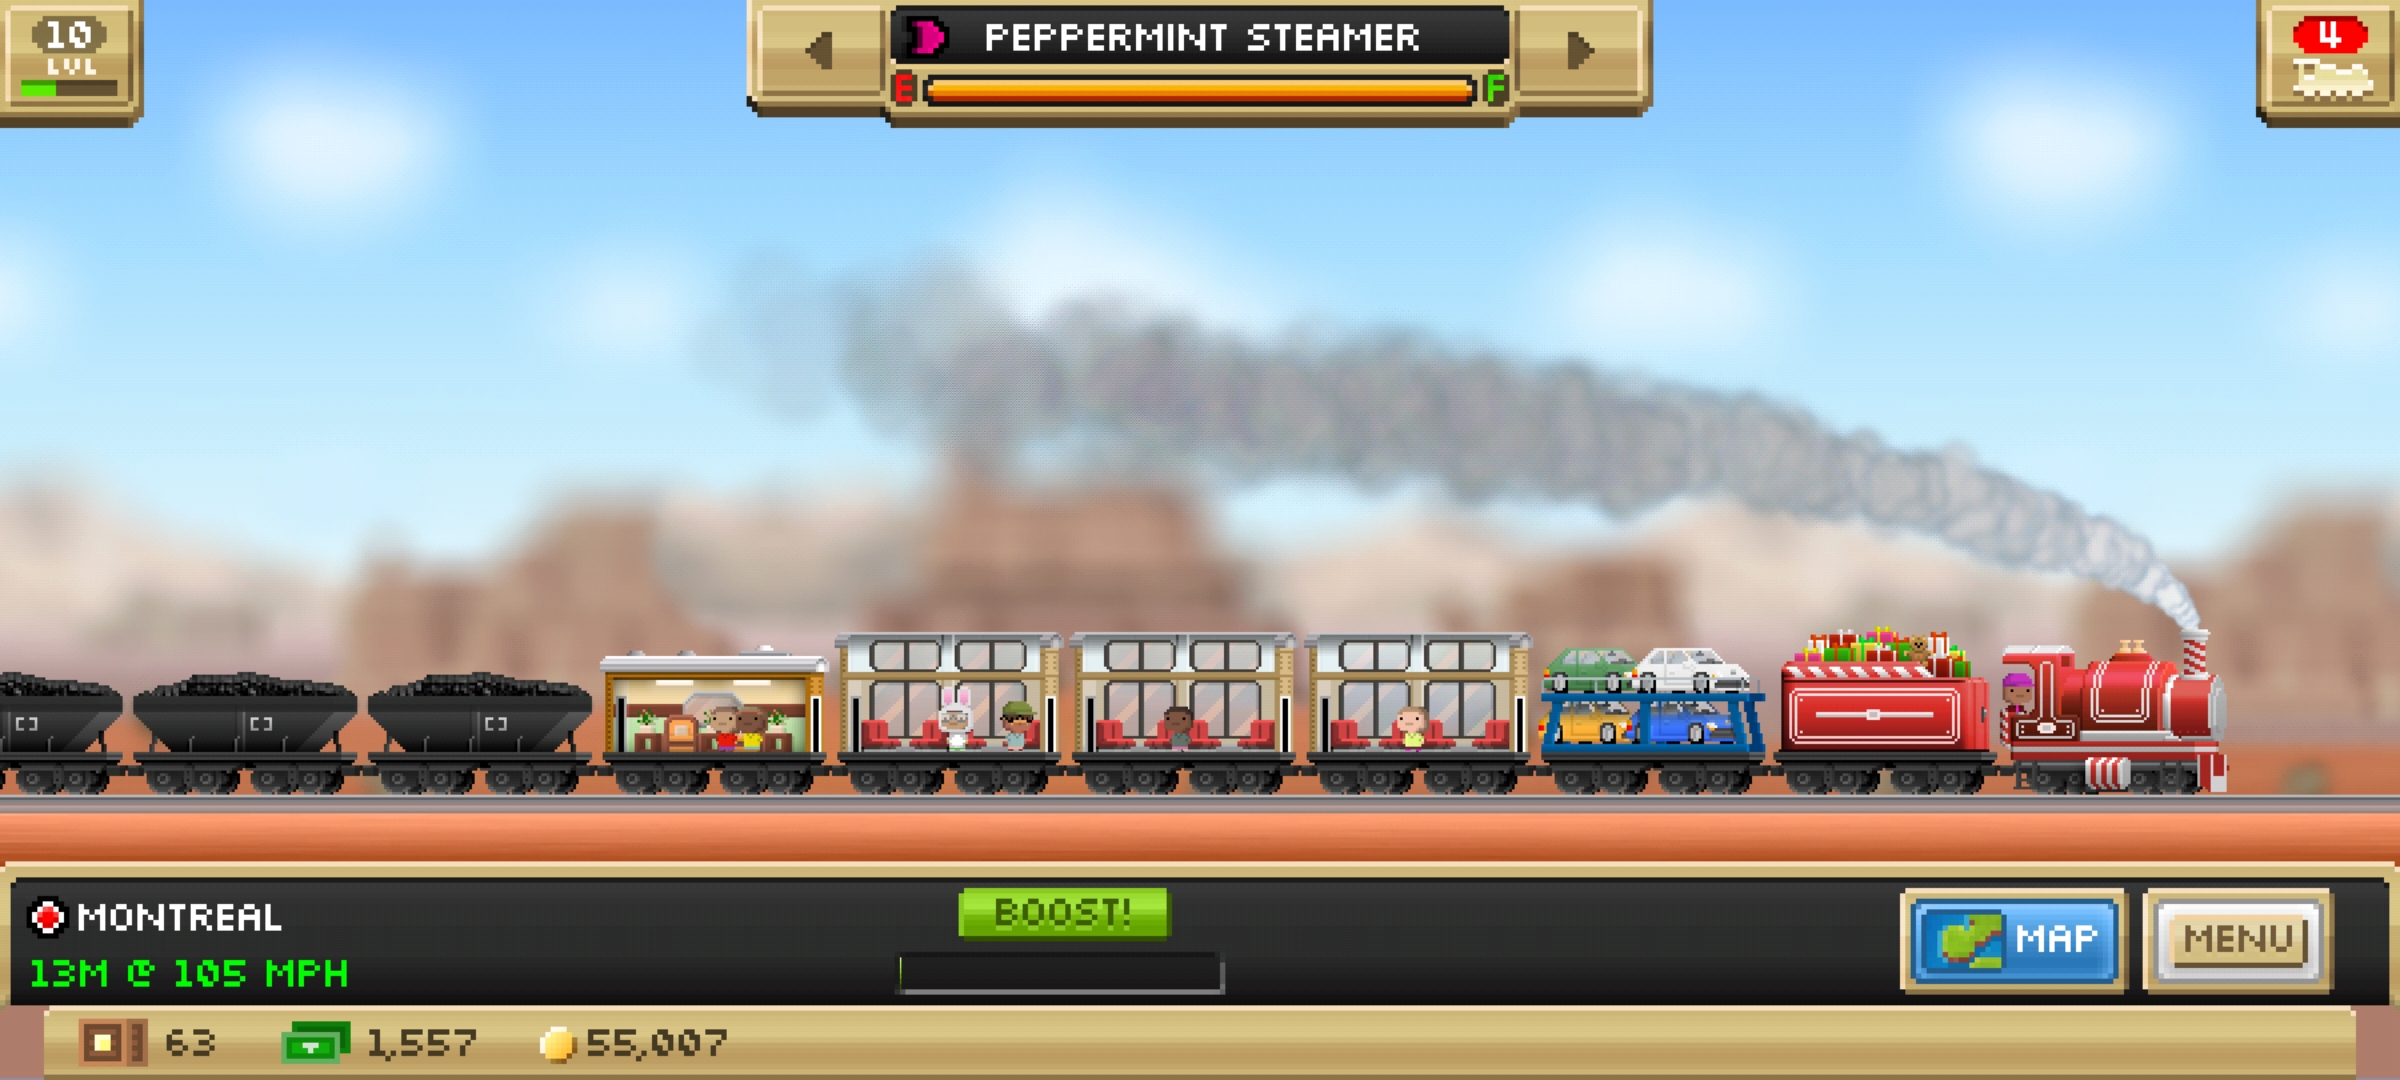 10
LVL
PEPPERMINT STEAMER
E F
4
MONTREAL
13M @ 105 MPH
BOOST!
MAP
MENU
63 1,557 55,007